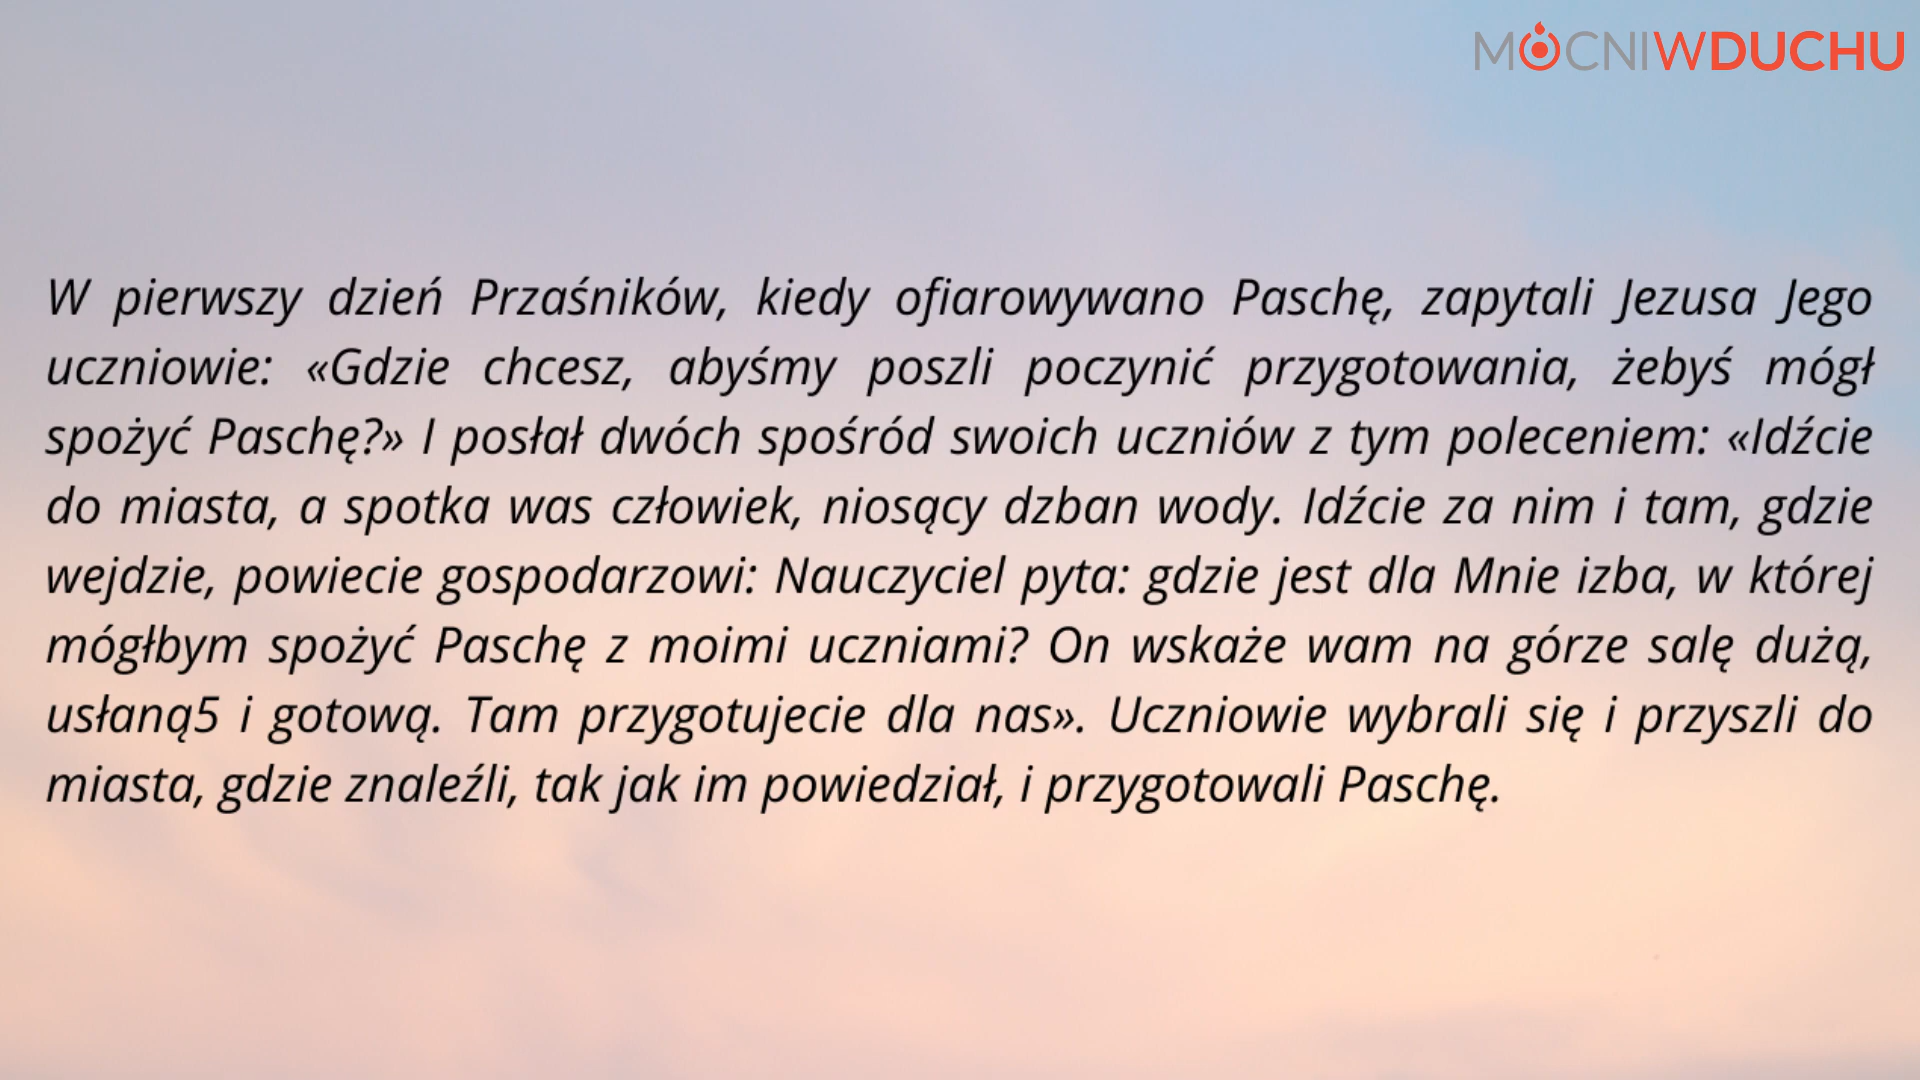 MOCNIWDUCHU
W pierwszy dzień Przaśników, kiedy ofiarowywano Paschę, zapytali Jezusa Jego
uczniowie: «Gdzie chcesz, abyśmy poszli poczynić przygotowania, żebyś mógł
spożyć Paschę?» I posłał dwóch spośród swoich uczniów z tym poleceniem: «Idźcie
do miasta, a spotka was człowiek, niosący dzban wody. Idźcie za nim i tam, gdzie
wejdzie, powiecie gospodarzowi: Nauczyciel pyta: gdzie jest dla Mnie izba, w której
mógłbym spożyć Paschę z moimi uczniami? On wskaże wam na górze salę dużą,
usłaną5 i gotową. Tam przygotujecie dla nas». Uczniowie wybrali się i przyszli do
miasta, gdzie znaleźli, tak jak im powiedział, i przygotowali Paschę.